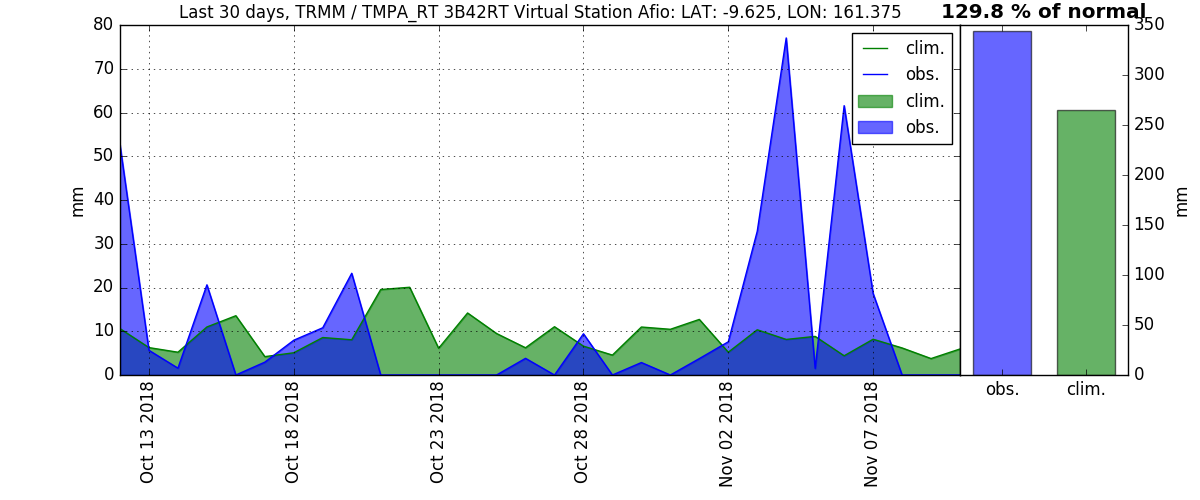 Last 30 days, TRMM / TMPA_RT 3B42RT Virtual Station Afio: LAT: -9.625, LON: 161.375
129.8 % of normal
80
70
60
50
40
30
20
10
0
mm
clim.
obs.
clim.
obs.
Oct 13 2018
Oct 18 2018
Oct 23 2018
Oct 28 2018
Nov 02 2018
Nov 07 2018
350
300
250
200
150
100
50
0
mm
obs.
clim.